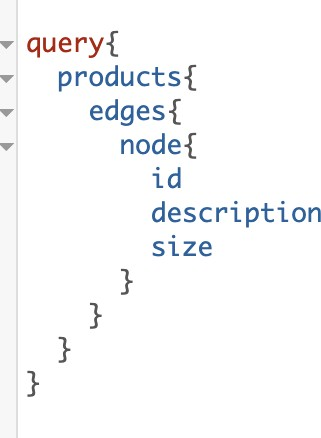 query{
  products{
    edges{
      node{
        id
        description
        size
      }
    }
  }
}